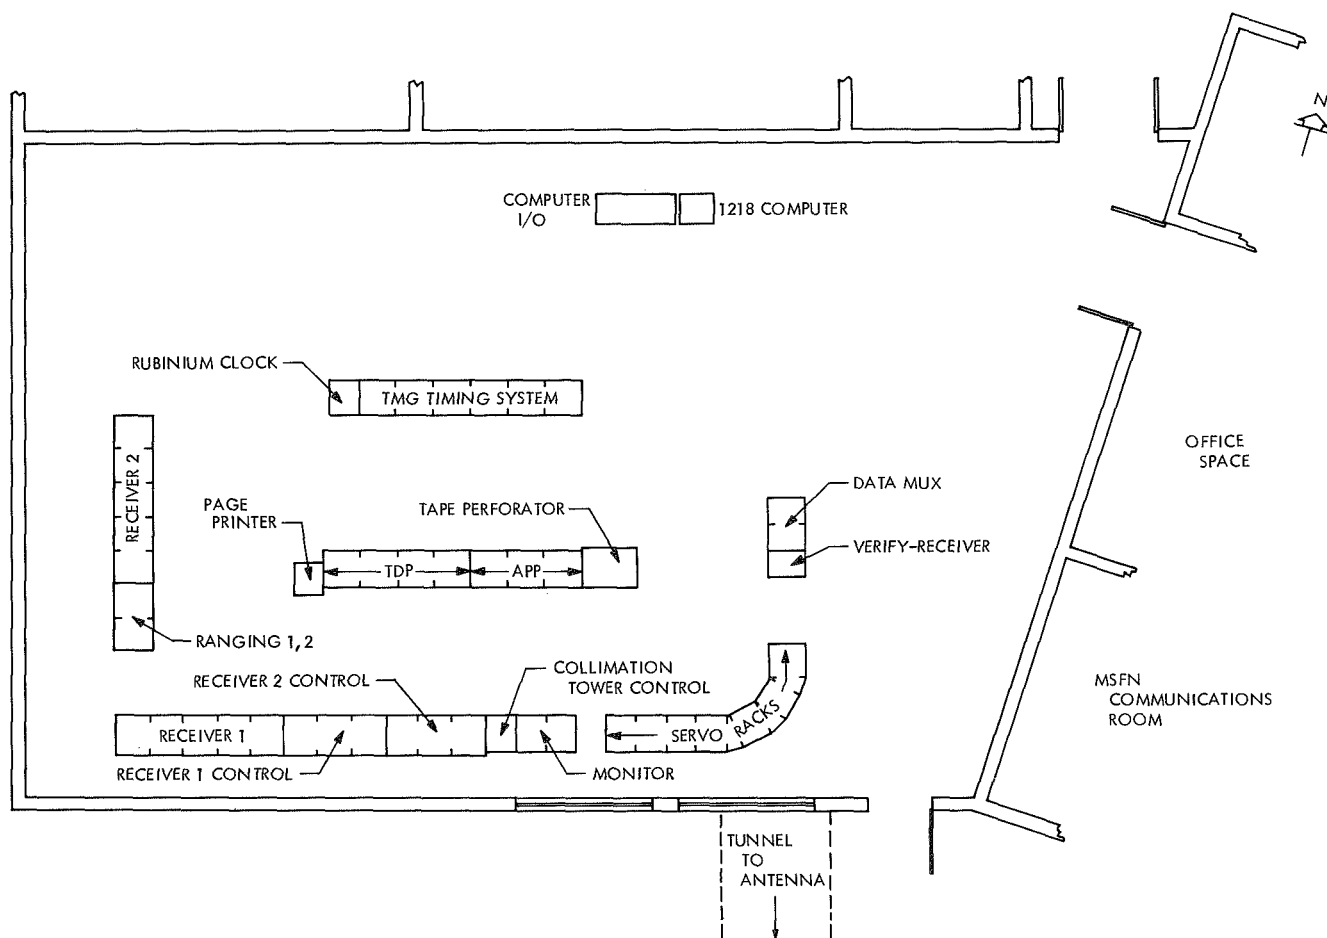 N
COMPUTER
I/O
1218 COMPUTER
RUBINIUM CLOCK
TMG TIMING SYSTEM
OFFICE
SPACE
RECEIVER 2
PAGE
PRINTER
TAPE PERFORATOR
DATA MUX
VERIFY-RECEIVER
TDP
APP
RANGING 1, 2
RECEIVER 2 CONTROL
COLLIMATION
TOWER CONTROL
MSFN
COMMUNICATIONS
ROOM
RECEIVER 1
SERVO RACKS
RECEIVER 1 CONTROL
MONITOR
TUNNEL
TO
ANTENNA